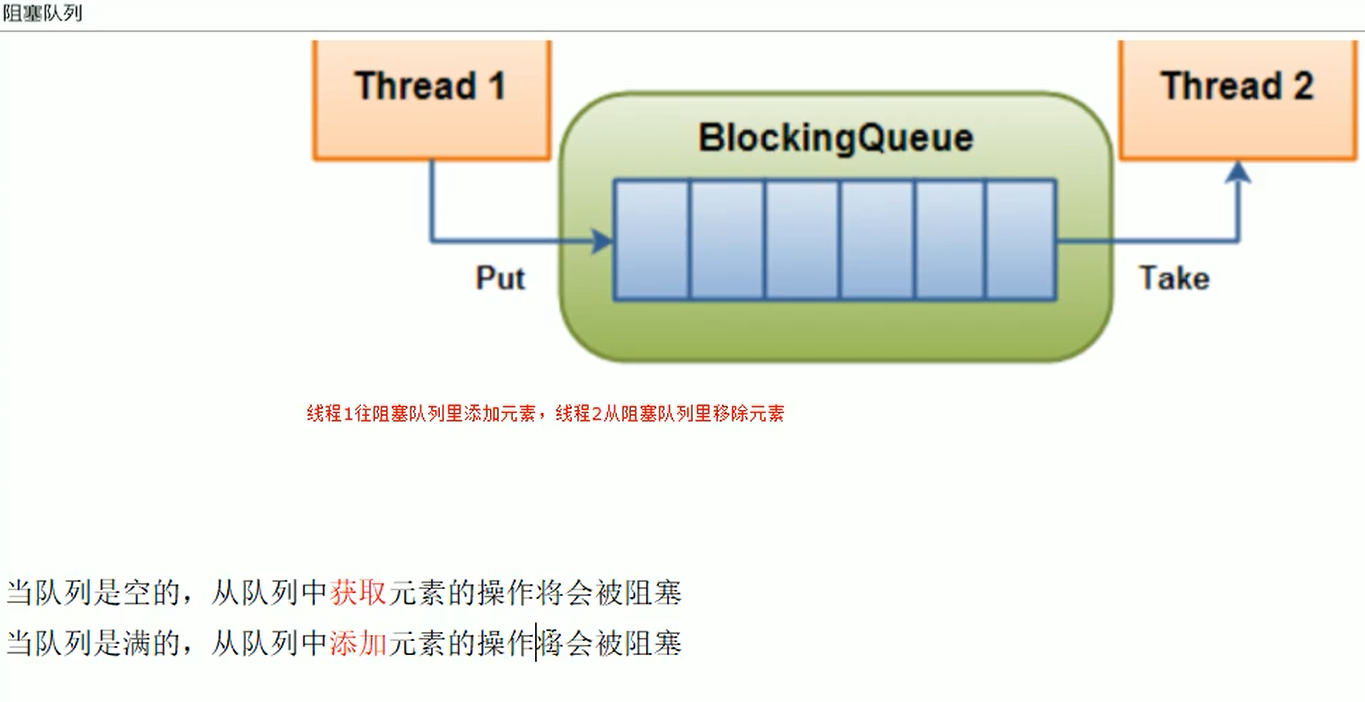 阻塞队列
Thread 1
Thread 2
BlockingQueue
Put
Take
线程1往阻塞队列里添加元素，线程2从阻塞队列里移除元素
当队列是空的，从队列中获取元素的操作将会被阻塞
当队列是满的，从队列中添加元素的操作将会被阻塞